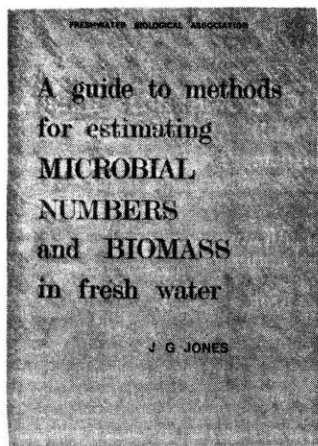 FRESHWATER BIOLOGICAL ASSOCIATION
A guide to methods
for estimating
MICROBIAL
NUMBERS
and BIOMASS
in fresh water
J G JONES